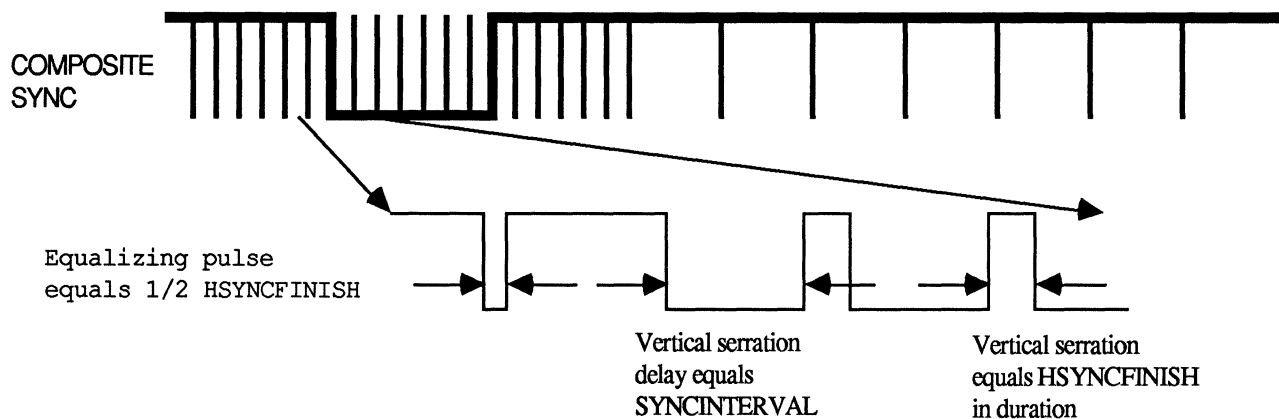 COMPOSITE
SYNC
Equalizing pulse
equals 1/2 HSYNCFINISH
Vertical serration
delay equals
SYNCINTERVAL
Vertical serration
equals HSYNCFINISH
in duration